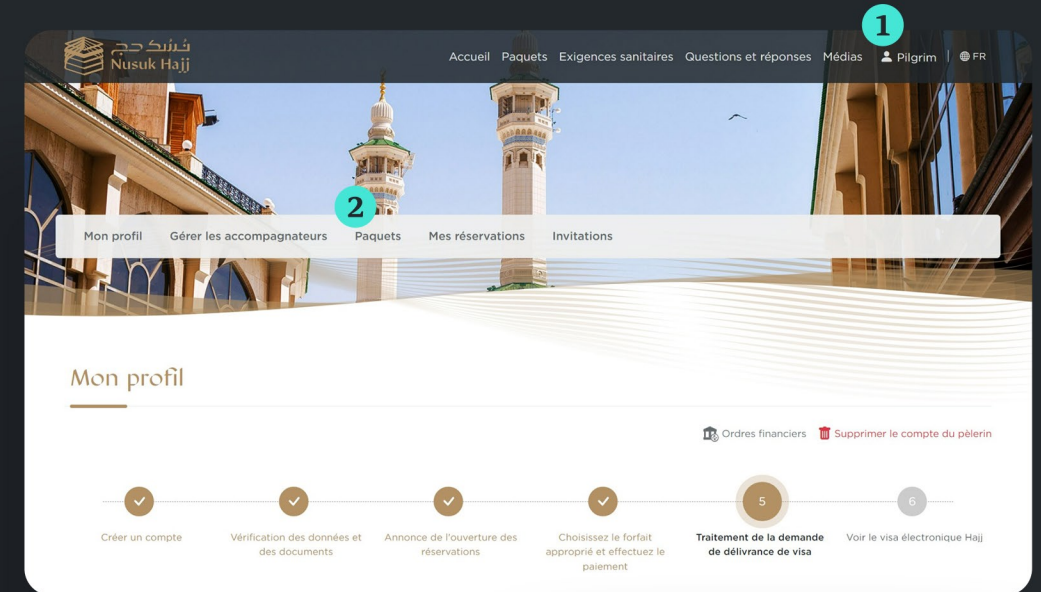 1
نُسُك حج
Nusuk Hajj
Accueil Paquets Exigences sanitaires Questions et réponses Médias Pilgrim | FR
2
Mon profil Gérer les accompagnateurs Paquets Mes réservations Invitations
Mon profil
Ordres financiers Supprimer le compte du pèlerin
5 6
Créer un compte
Vérification des données et
des documents
Annonce de l'ouverture des
réservations
Choisissez le forfait
approprié et effectuez le
paiement
Traitement de la demande
de délivrance de visa
Voir le visa électronique Hajj